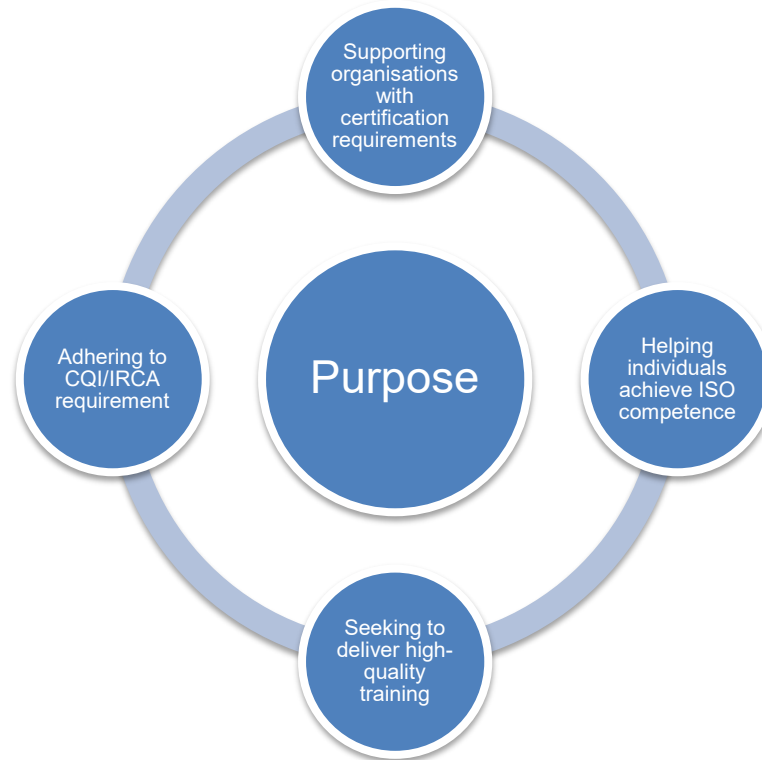 Supporting
organisations
with
certification
requirements
Adhering to
CQI/IRCA
requirement
Purpose
Helping
individuals
achieve ISO
competence
Seeking to
deliver high-
quality
training